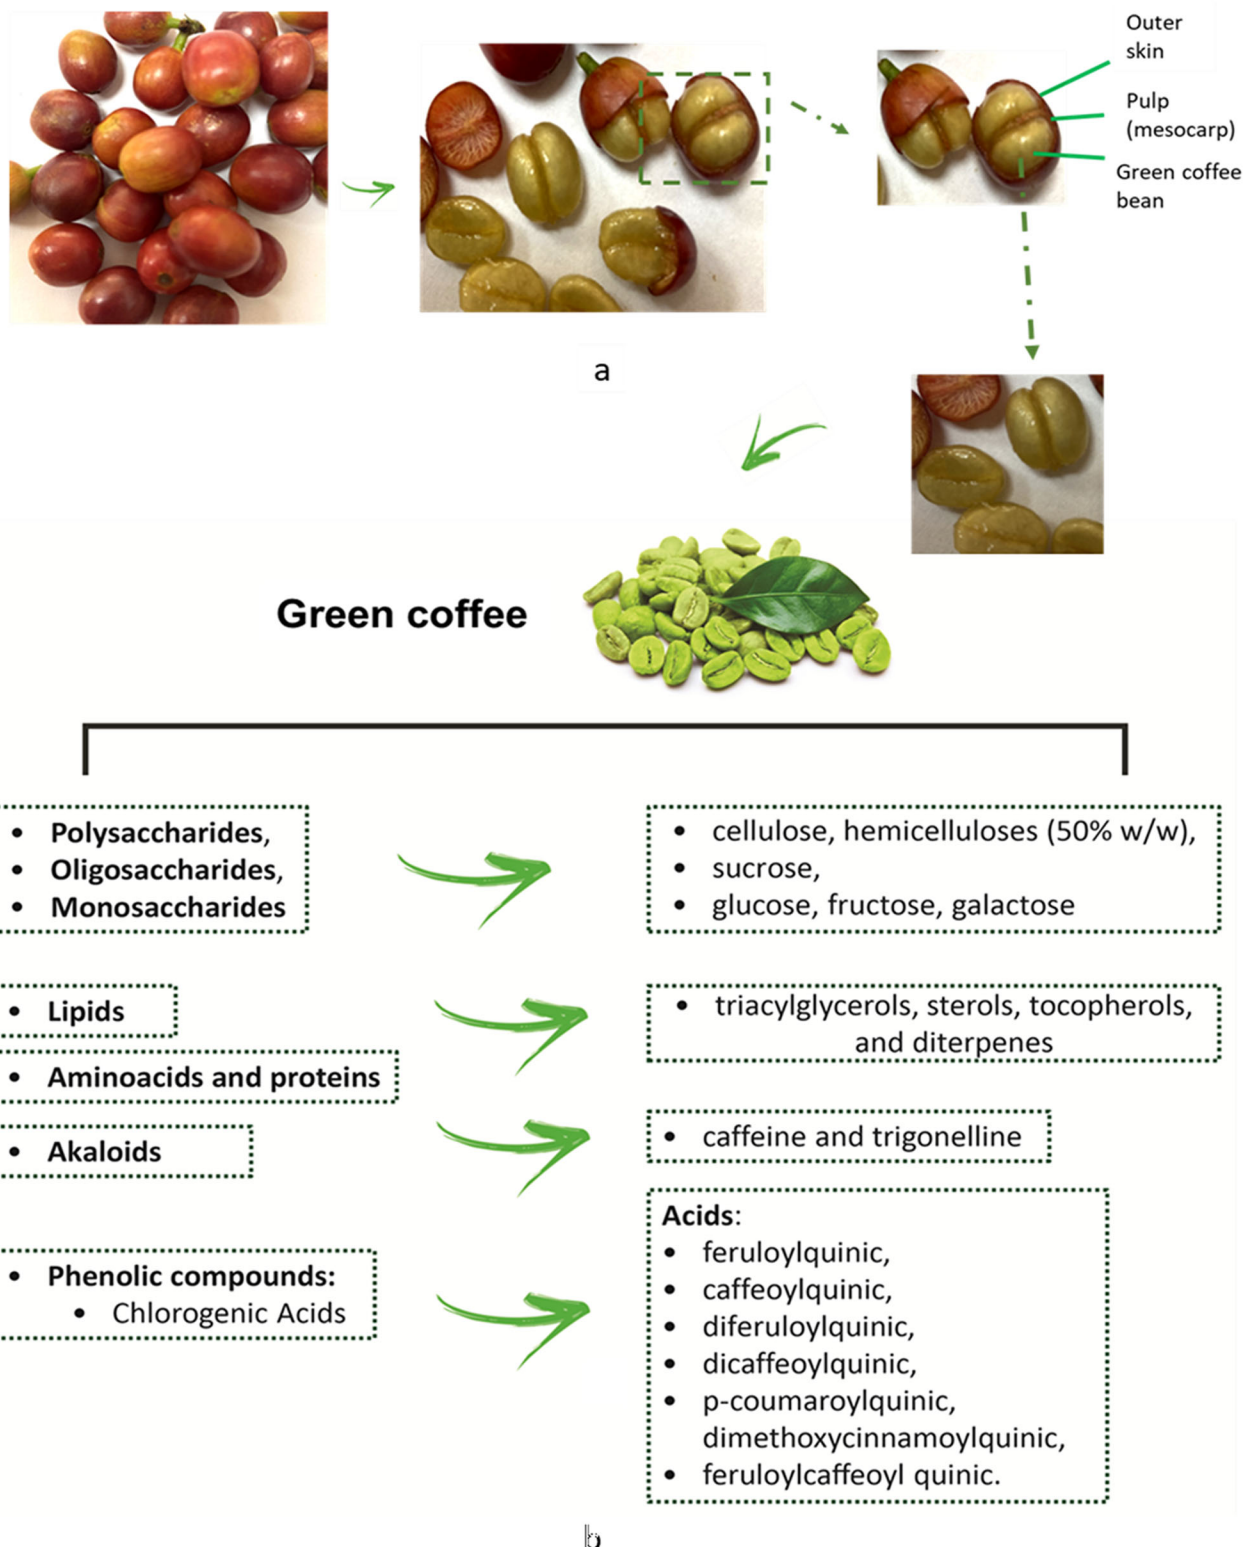 Outer
skin
Pulp
(mesocarp)
Green coffee
bean
a
Green coffee
• Polysaccharides,
• Oligosaccharides,
• Monosaccharides
• cellulose, hemicelluloses (50% w/w),
• sucrose,
• glucose, fructose, galactose
• Lipids
• triacylglycerols, sterols, tocopherols,
and diterpenes
• Aminoacids and proteins
• Akaloids
• caffeine and trigonelline
• Phenolic compounds:
• Chlorogenic Acids
Acids:
• feruloylquinic,
• caffeoylquinic,
• diferuloylquinic,
• dicaffeoylquinic,
• p-coumaroylquinic,
dimethoxycinnamoylquinic,
• feruloylcaffeoyl quinic.
b